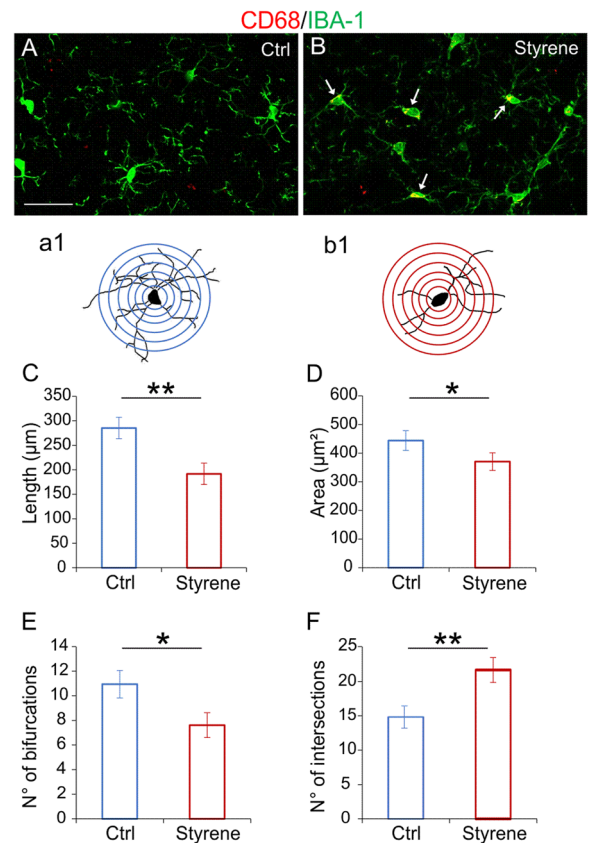 CD68/IBA-1
A Ctrl
B Styrene
a1
b1
C
**
Length (µm)
350
300
250
200
150
100
50
0
Ctrl Styrene
D
*
Area (µm²)
600
500
400
300
200
100
0
Ctrl Styrene
E
*
N° of bifurcations
14
12
10
8
6
4
2
0
Ctrl Styrene
F
**
N° of intersections
25
20
15
10
5
0
Ctrl Styrene